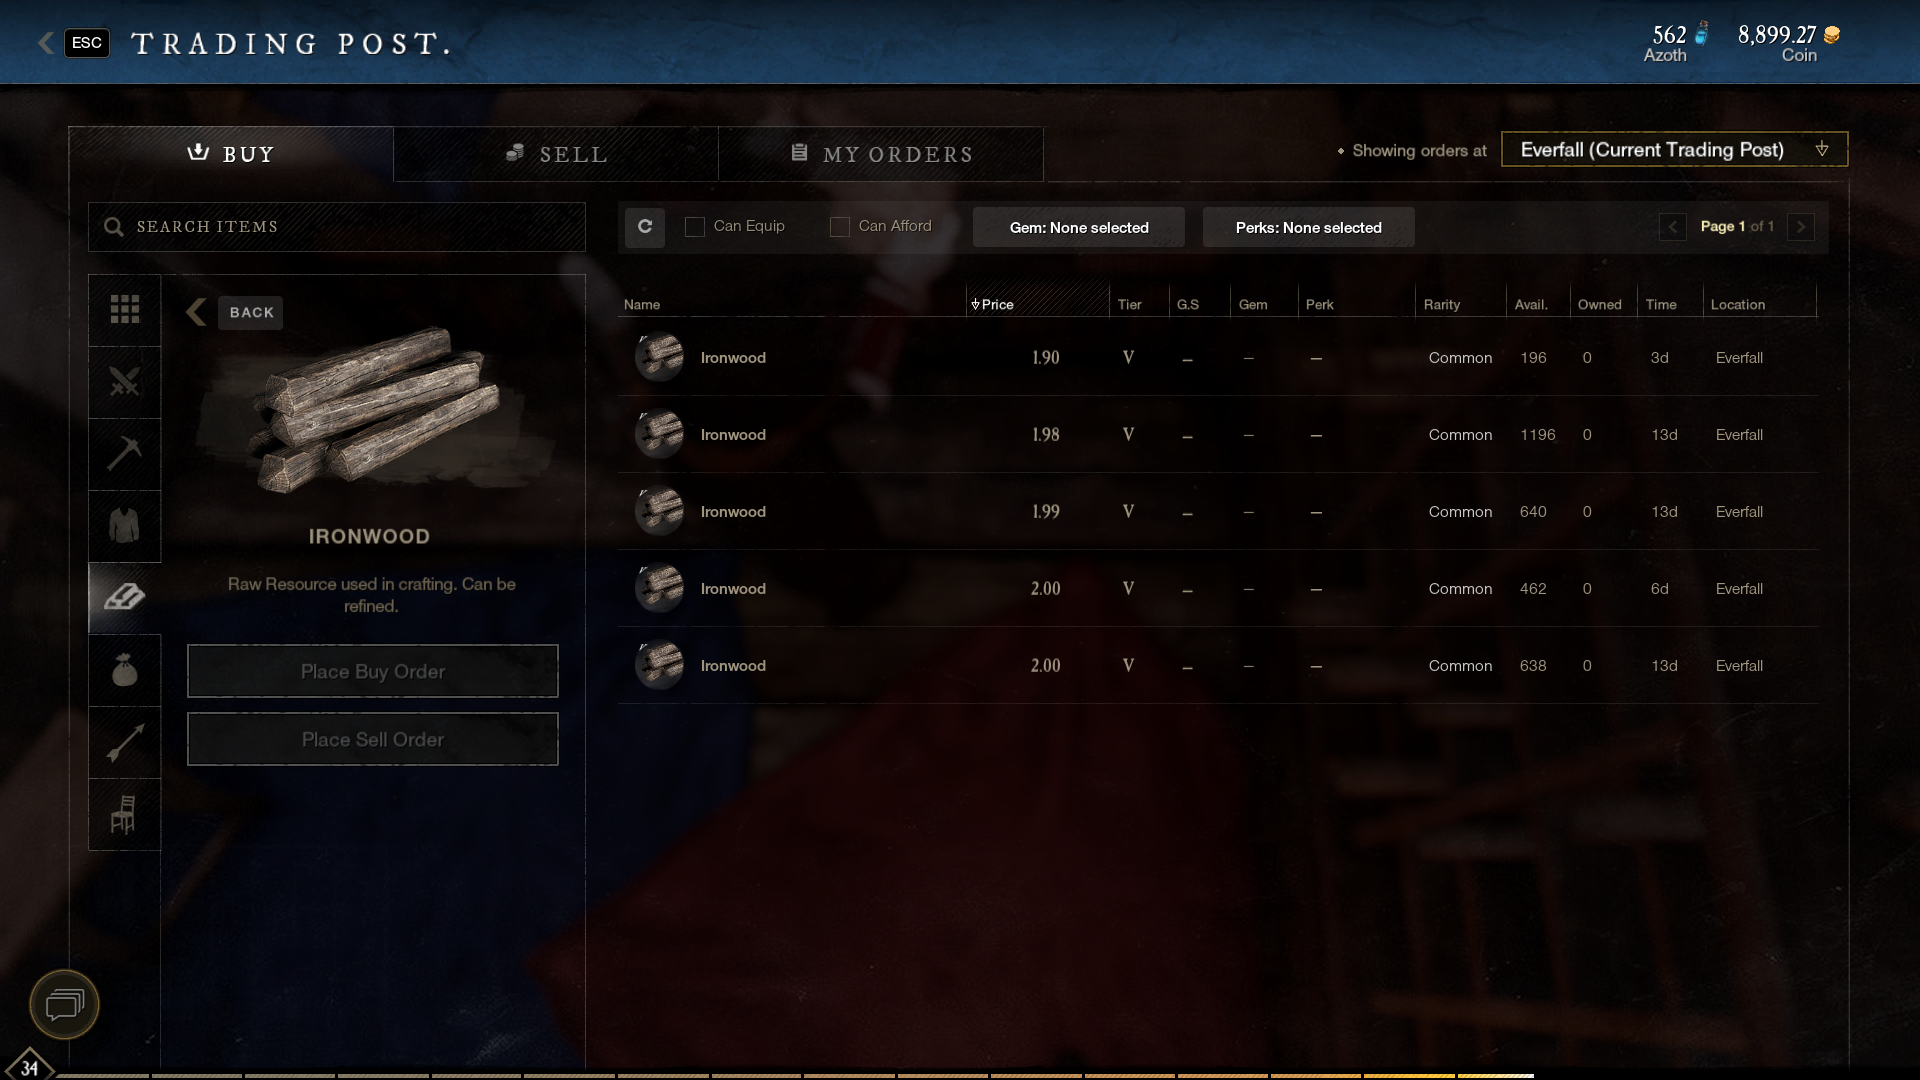 ESC TRADING POST.
562 8,899.27
Azoth Coin
BUY SELL MY ORDERS
Showing orders at Everfall (Current Trading Post)
SEARCH ITEMS
Can Equip Can Afford Gem: None selected Perks: None selected Page 1 of 1
BACK
IRONWOOD
Raw Resource used in crafting. Can be
refined.
Place Buy Order
Place Sell Order
Name Price Tier G.S Gem Perk Rarity Avail. Owned Time Location
Ironwood 1.90 V – – – Common 196 0 3d Everfall
Ironwood 1.98 V – – – Common 1196 0 13d Everfall
Ironwood 1.99 V – – – Common 640 0 13d Everfall
Ironwood 2.00 V – – – Common 462 0 6d Everfall
Ironwood 2.00 V – – – Common 638 0 13d Everfall
34